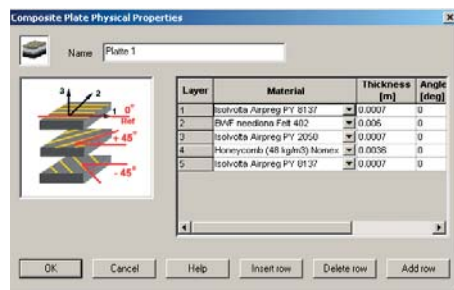 Composite Plate Physical Properties
Name Platte 1
Layer Material Thickness [m] Angle [deg]
1 Isolvolta Airpreg PY 8137 0.0007 0
2 BWF needlona Felt 402 0.006 0
3 Isolvolta Airpreg PY 2050 0.0007 0
4 Honeycomb (48 kg/m3) Nomex 0.0036 0
5 Isolvolta Airpreg PY 8137 0.0007 0
3 2
1 0°
Ref
+ 45°
- 45°
OK Cancel Help Insert row Delete row Add row